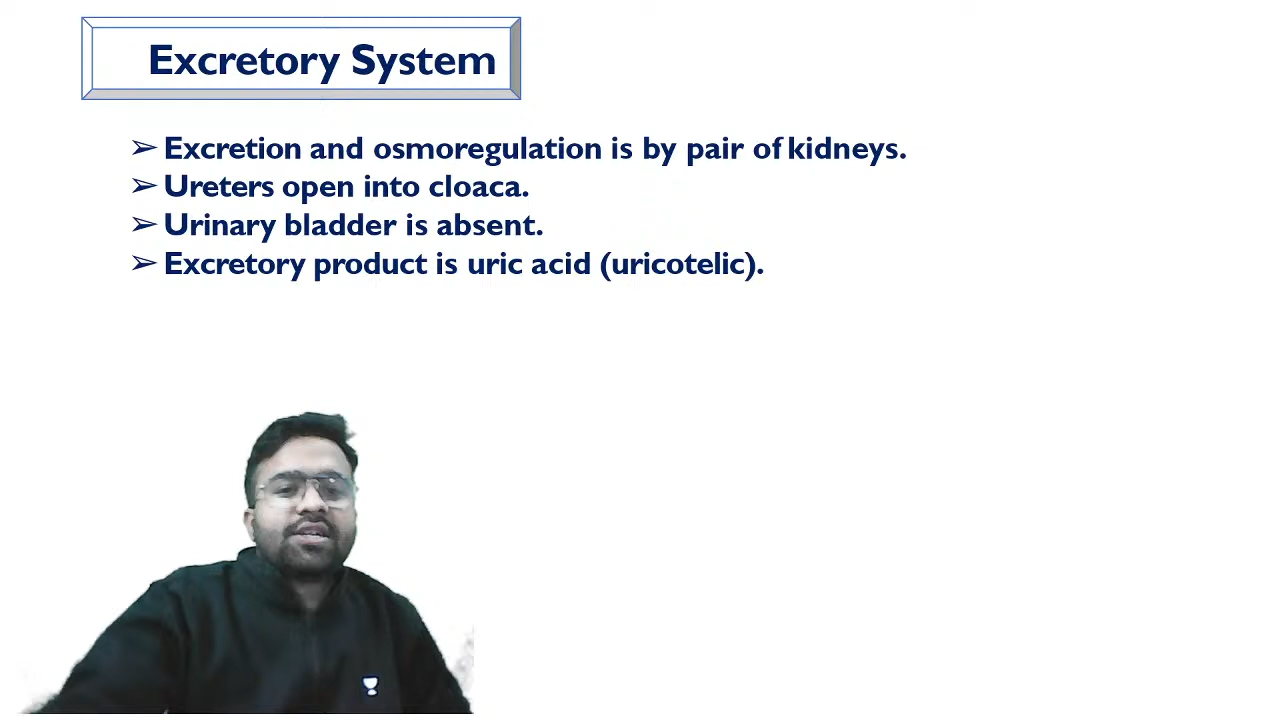 Excretory System
➢ Excretion and osmoregulation is by pair of kidneys.
➢ Ureters open into cloaca.
➢ Urinary bladder is absent.
➢ Excretory product is uric acid (uricotelic).